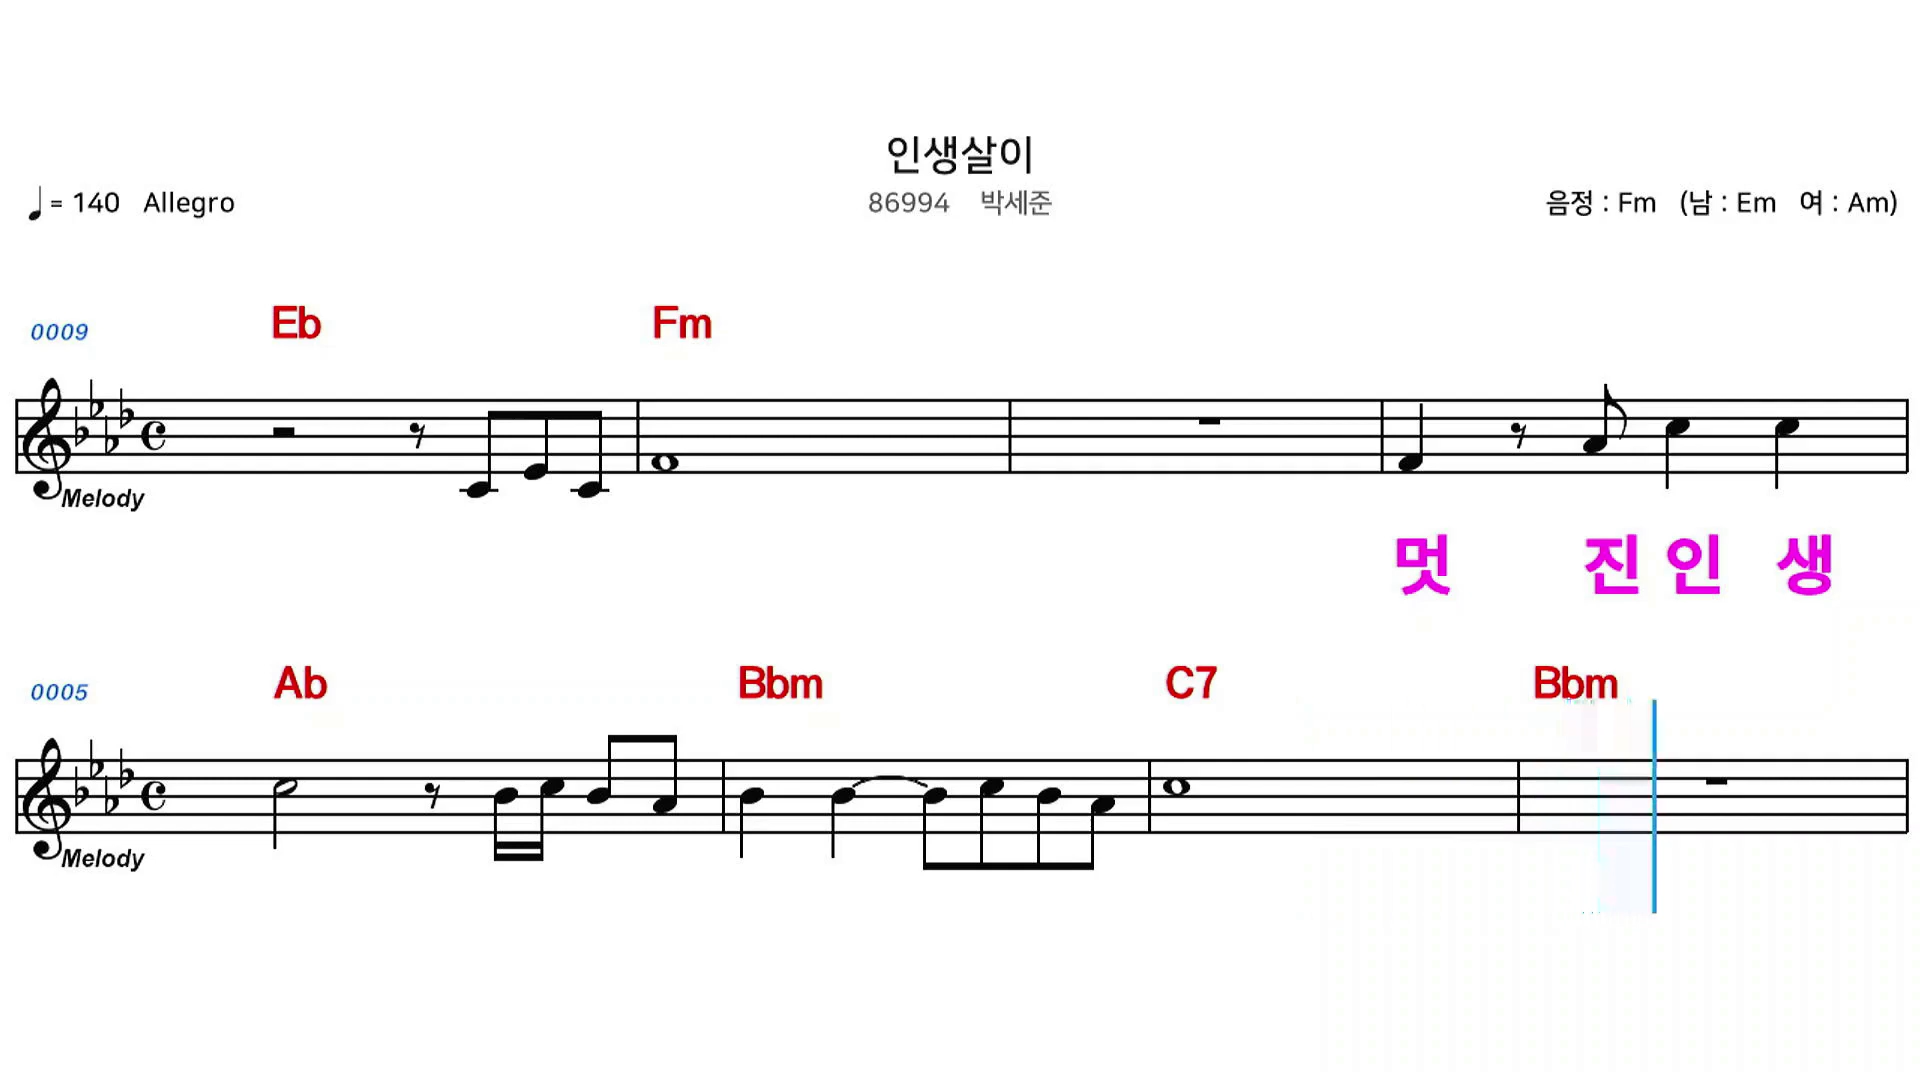 인생살이
♩= 140 Allegro 86994 박세준 음정 : Fm (남 : Em 여 : Am)
0009 Eb Fm
Melody
멋 진 인 생
0005 Ab Bbm C7 Bbm
Melody